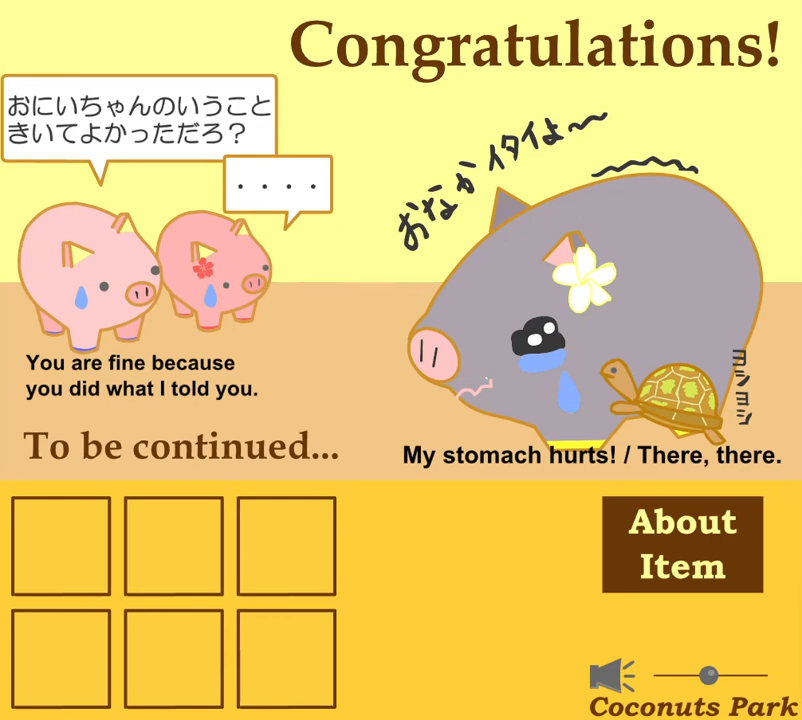 Congratulations!
おにいちゃんのいうこと
きいてよかっただろ？
・・・・
おなかイタイよ〜
ヨシヨシ
You are fine because
you did what I told you.
To be continued...
My stomach hurts! / There, there.
About
Item
Coconuts Park